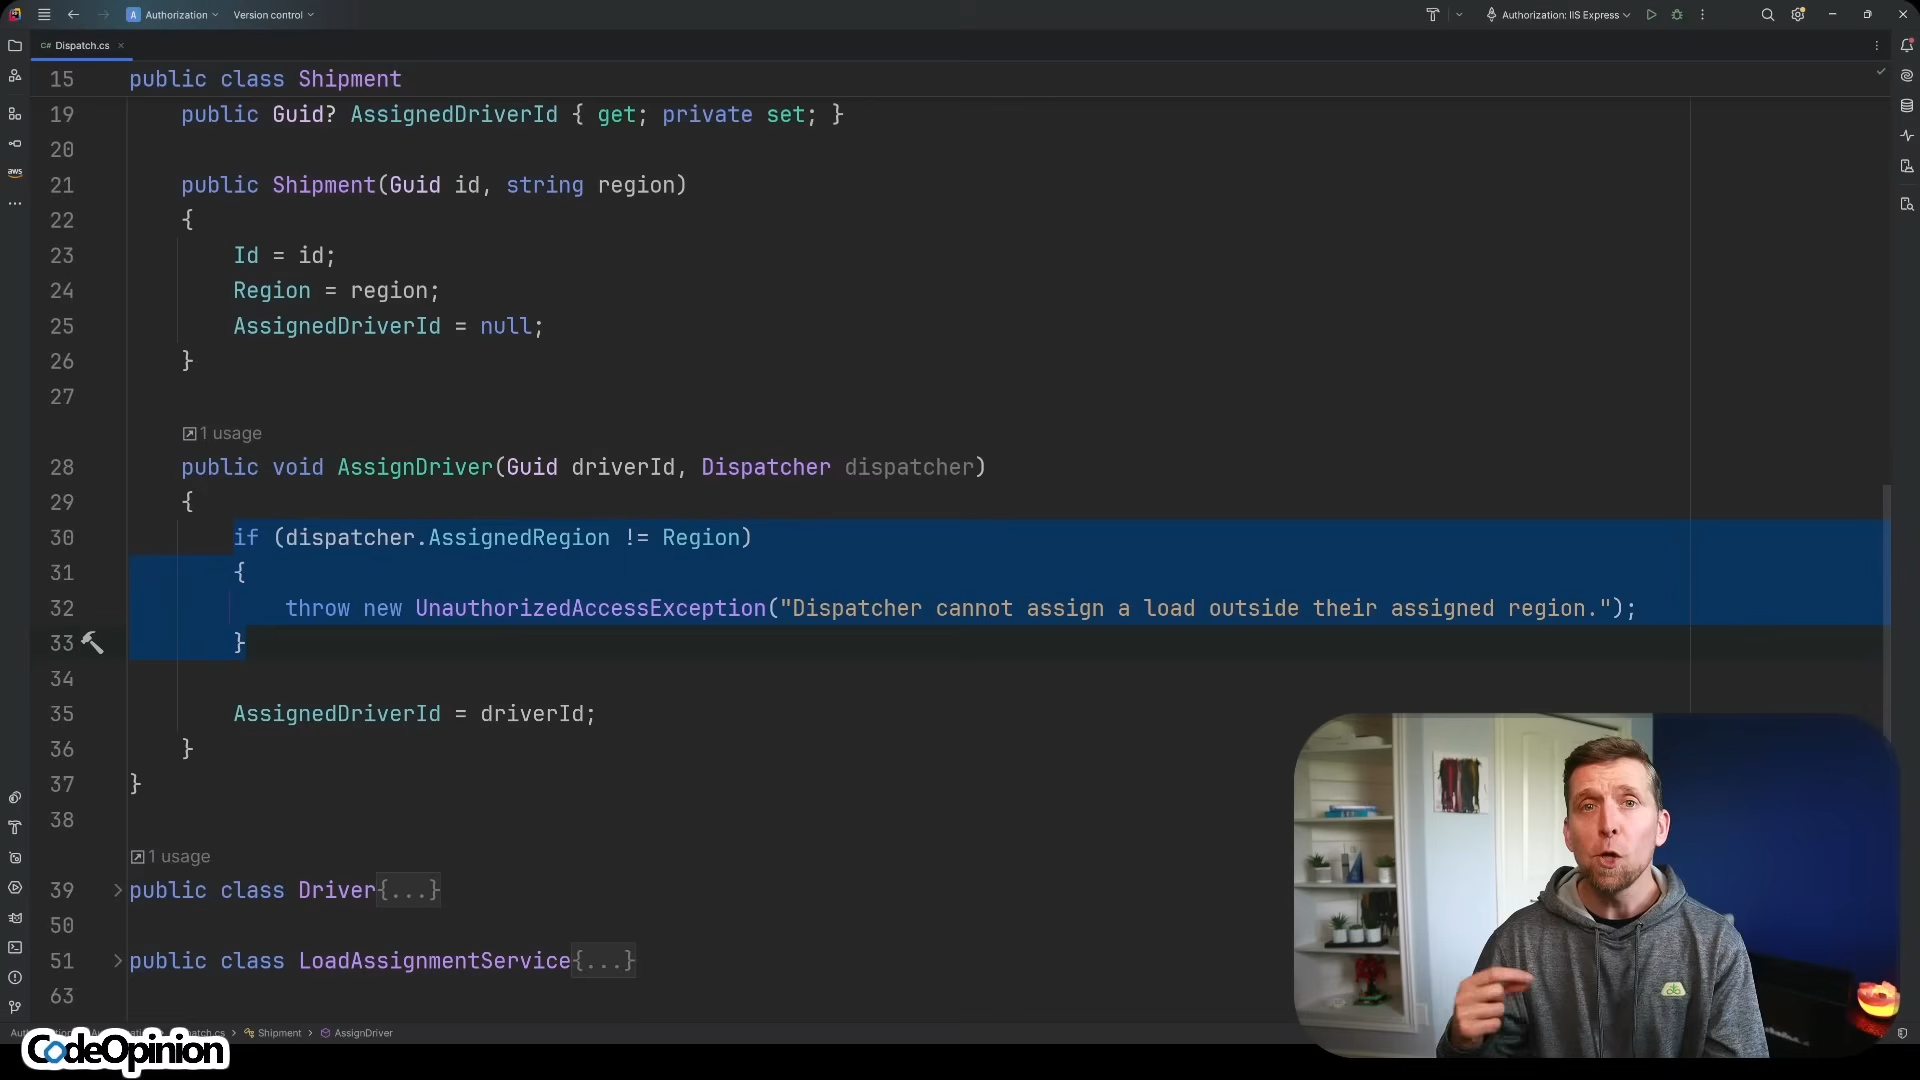 Authorization
Version control
Authorization: IIS Express
C# Dispatch.cs
aws
15 public class Shipment
19 public Guid? AssignedDriverId { get; private set; }
20
21 public Shipment(Guid id, string region)
22 {
23 Id = id;
24 Region = region;
25 AssignedDriverId = null;
26 }
27
1 usage
28 public void AssignDriver(Guid driverId, Dispatcher dispatcher)
29 {
30 if (dispatcher.AssignedRegion != Region)
31 {
32 throw new UnauthorizedAccessException("Dispatcher cannot assign a load outside their assigned region.");
33 }
34
35 AssignedDriverId = driverId;
36 }
37 }
38
1 usage
39 public class Driver{...}
50
51 public class LoadAssignmentService{...}
63
Shipment > AssignDriver
CodeOpinion